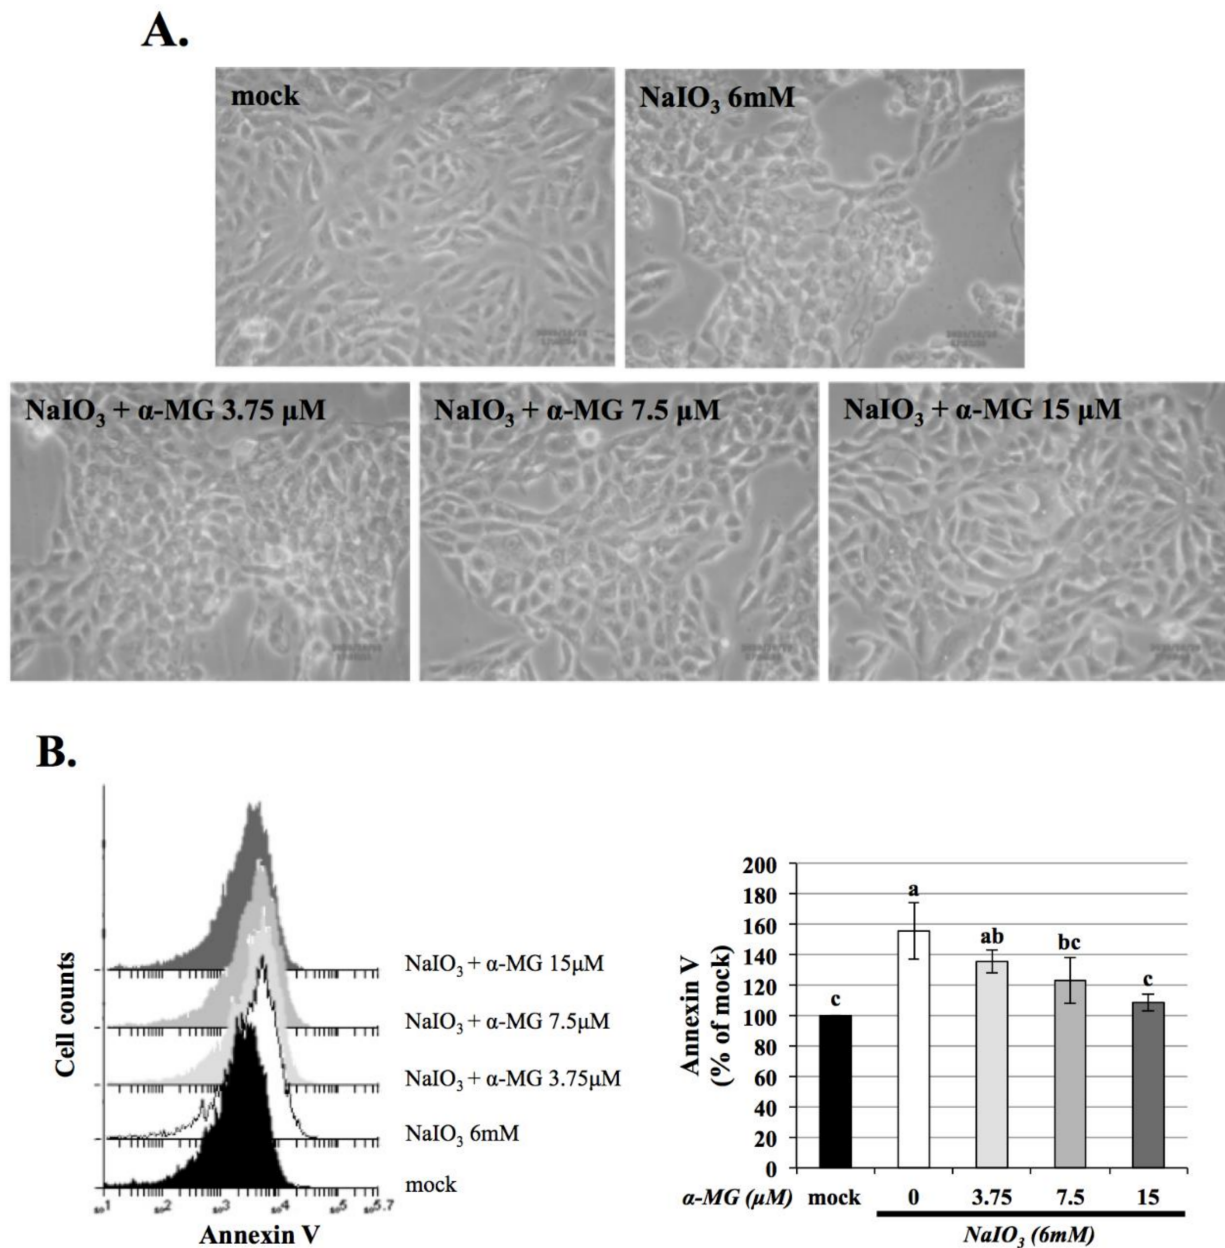 A.
mock
NaIO₃ 6mM
NaIO₃ + α-MG 3.75 μM
NaIO₃ + α-MG 7.5 μM
NaIO₃ + α-MG 15 μM
B.
Cell counts
NaIO₃ + α-MG 15μM
NaIO₃ + α-MG 7.5μM
NaIO₃ + α-MG 3.75μM
NaIO₃ 6mM
mock
Annexin V
Annexin V
(% of mock)
200
180
160
140
120
100
80
60
40
20
0
a
ab
bc
c
c
α-MG (μM) mock 0 3.75 7.5 15
NaIO₃ (6mM)